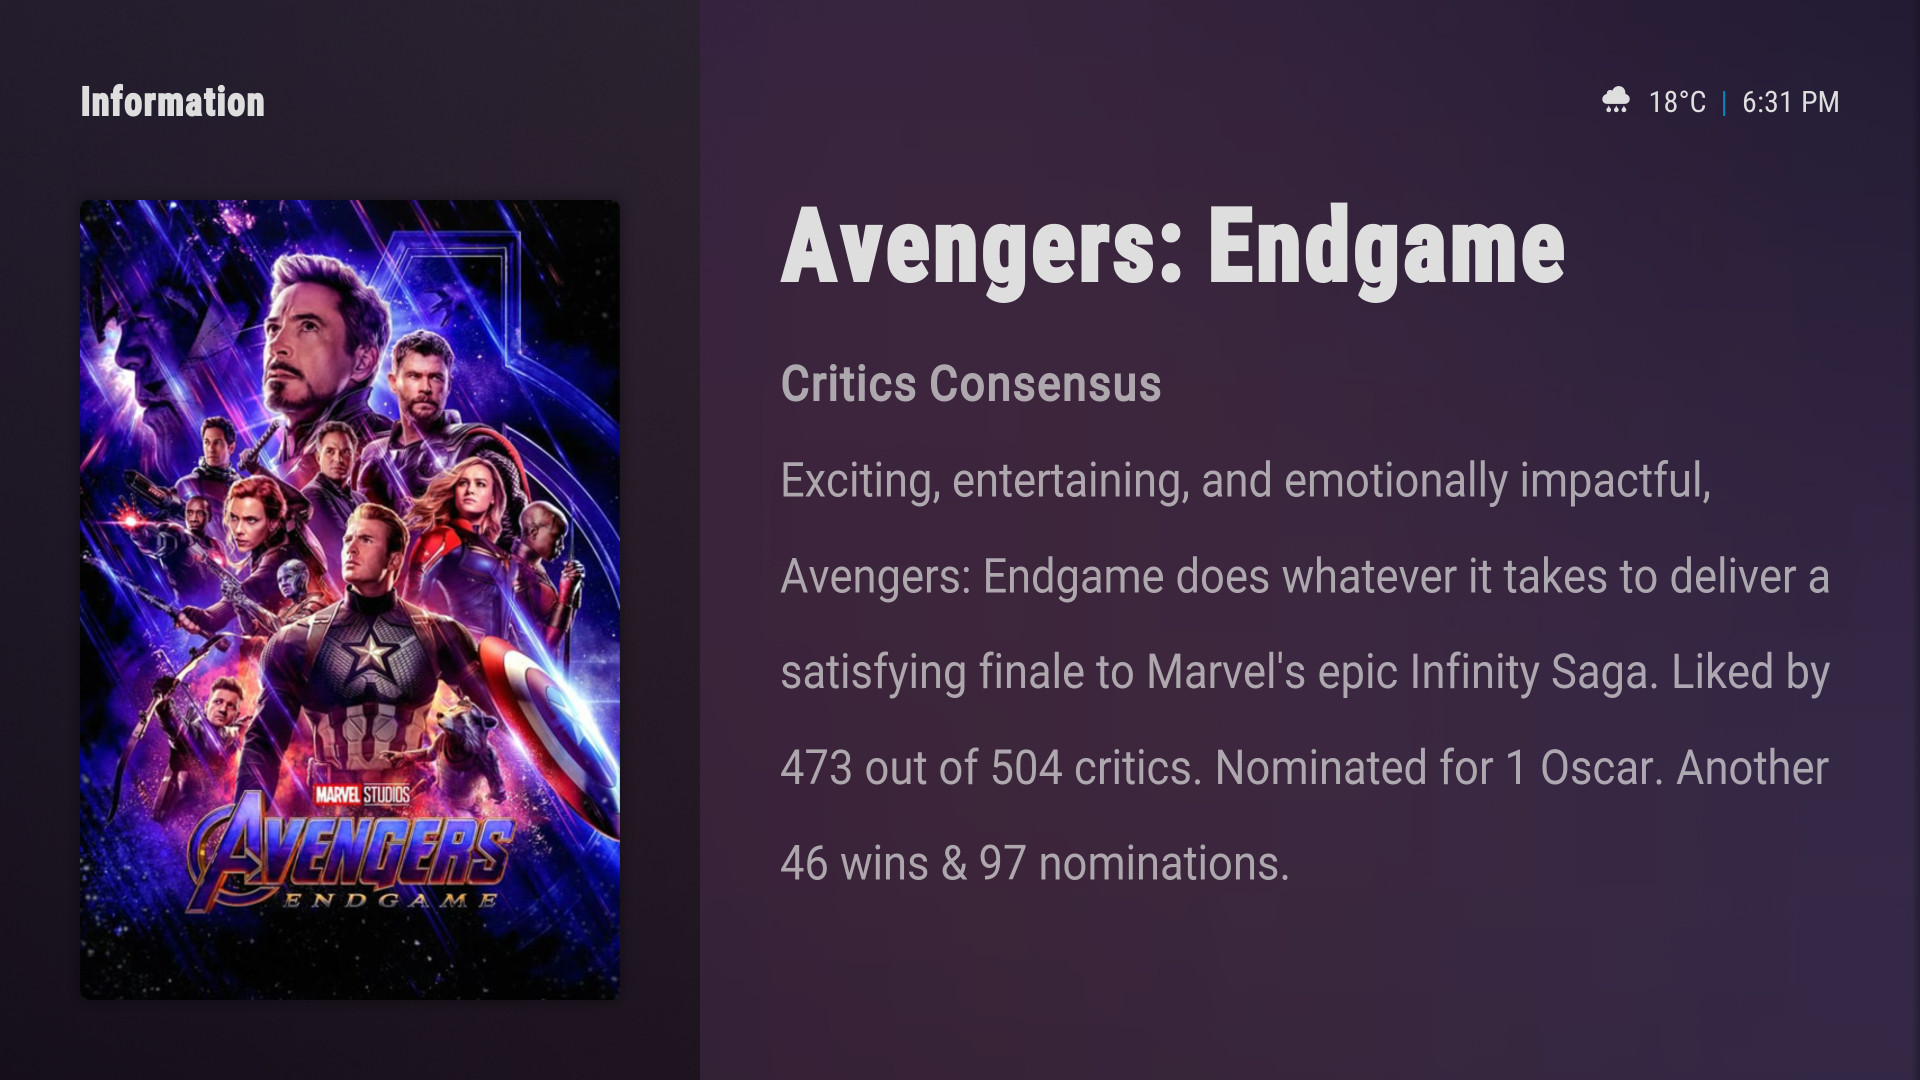 Information
18°C | 6:31 PM
Avengers: Endgame
Critics Consensus
Exciting, entertaining, and emotionally impactful,
Avengers: Endgame does whatever it takes to deliver a
satisfying finale to Marvel's epic Infinity Saga. Liked by
473 out of 504 critics. Nominated for 1 Oscar. Another
46 wins & 97 nominations.
MARVEL STUDIOS
AVENGERS
ENDGAME